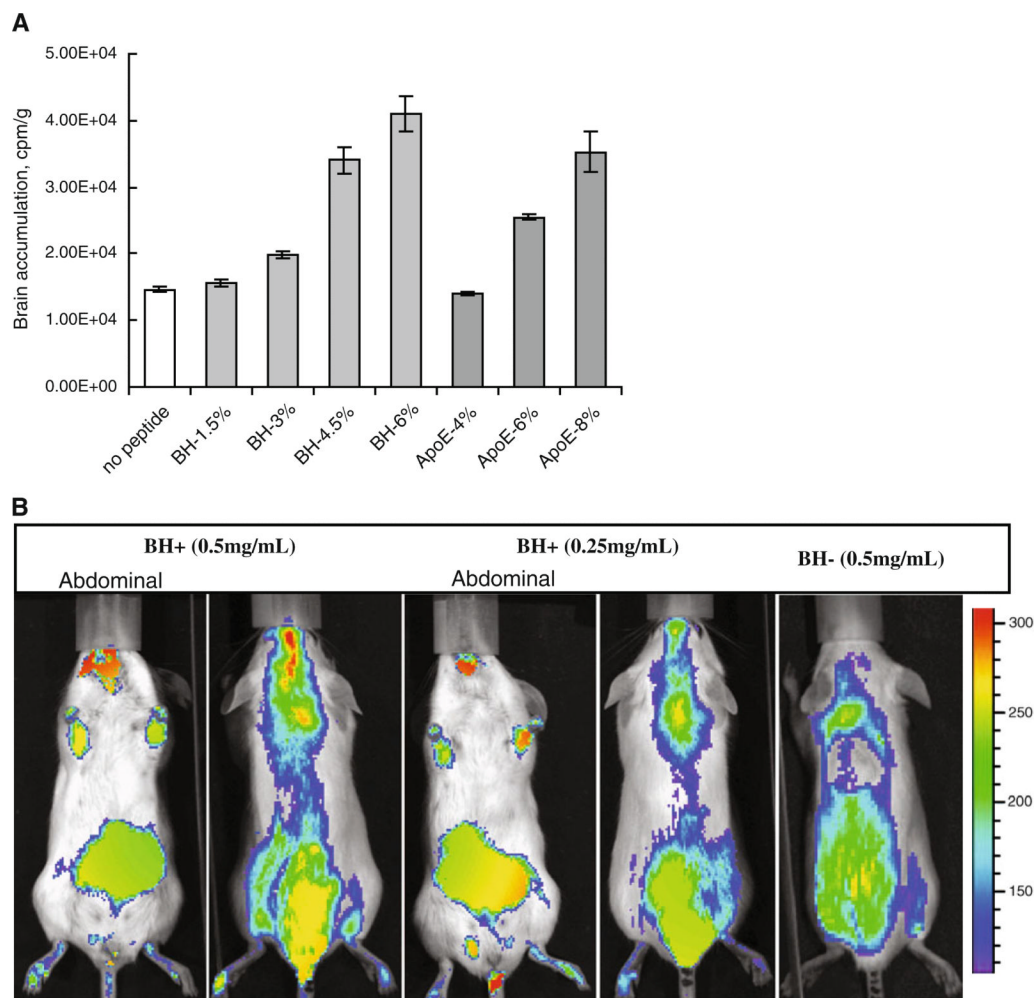 A
5.00E+04
4.00E+04
3.00E+04
2.00E+04
1.00E+04
0.00E+00
Brain accumulation, cpm/g
no peptide
BH-1.5%
BH-3%
BH-4.5%
BH-6%
ApoE-4%
ApoE-6%
ApoE-8%
B
BH+ (0.5mg/mL)
BH+ (0.25mg/mL)
BH- (0.5mg/mL)
Abdominal
Abdominal
300
250
200
150